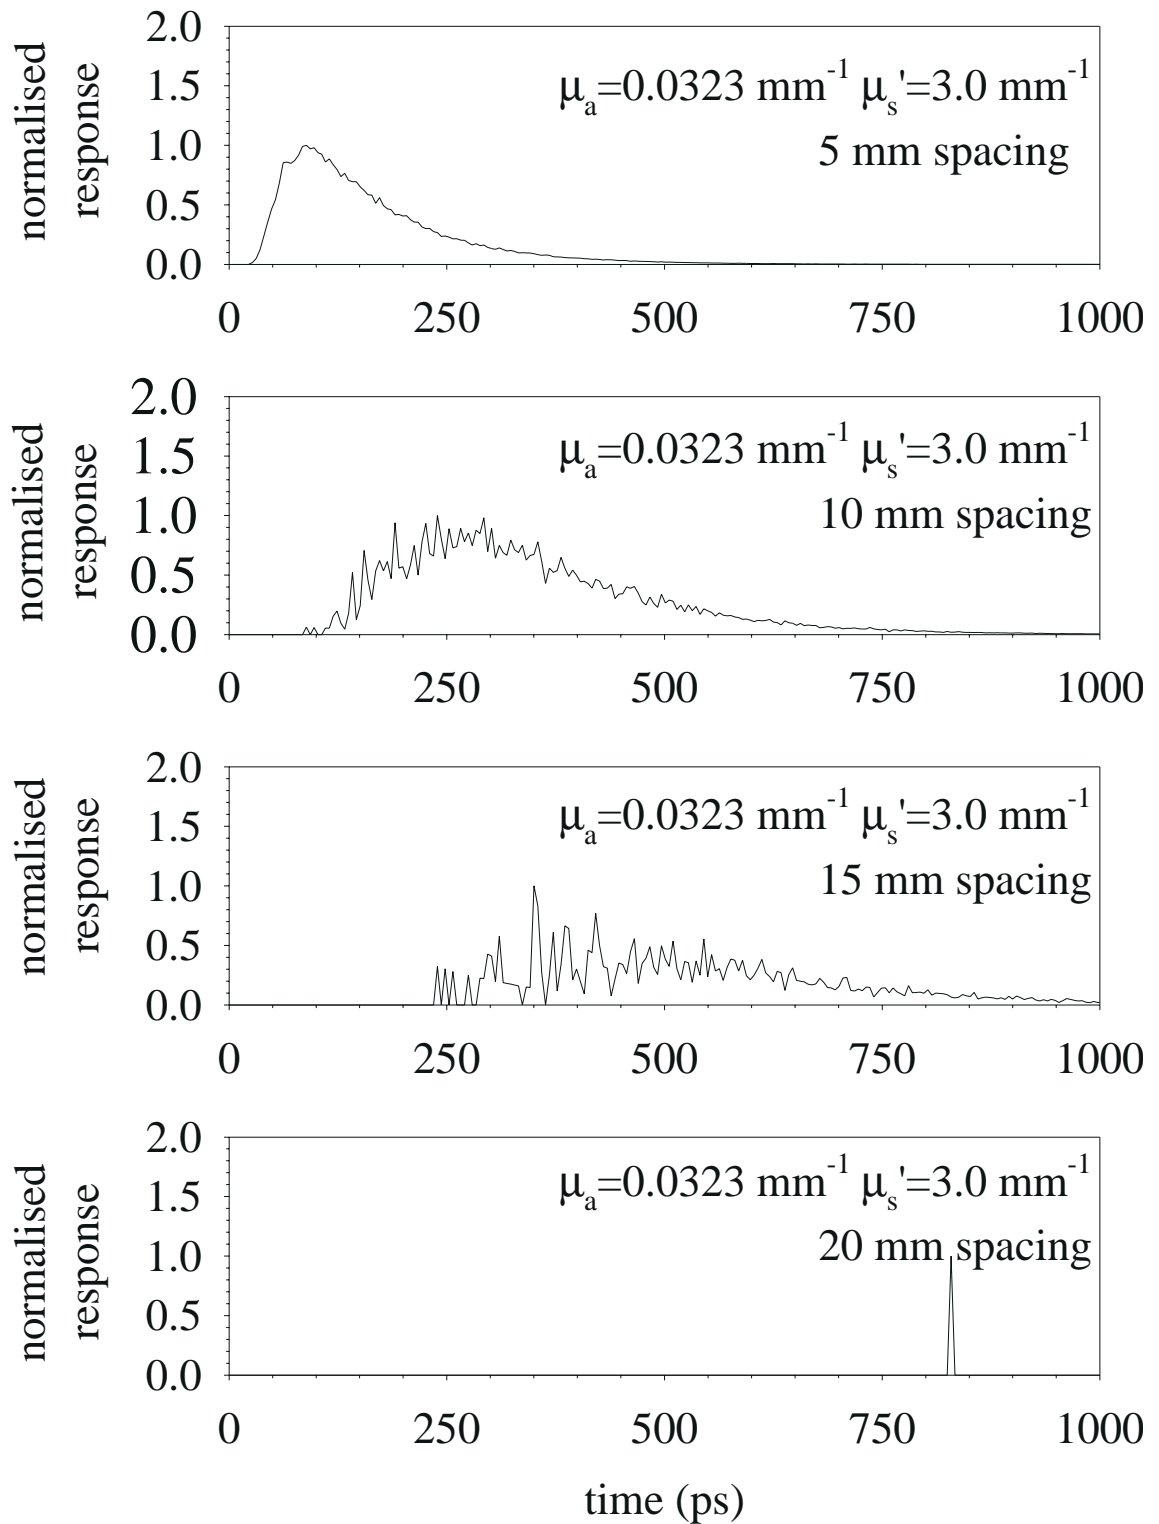 normalised
response
2.0
1.5
1.0
0.5
0.0
μa=0.0323 mm-1 μs'=3.0 mm-1
5 mm spacing
0 250 500 750 1000
normalised
response
2.0
1.5
1.0
0.5
0.0
μa=0.0323 mm-1 μs'=3.0 mm-1
10 mm spacing
0 250 500 750 1000
normalised
response
2.0
1.5
1.0
0.5
0.0
μa=0.0323 mm-1 μs'=3.0 mm-1
15 mm spacing
0 250 500 750 1000
normalised
response
2.0
1.5
1.0
0.5
0.0
μa=0.0323 mm-1 μs'=3.0 mm-1
20 mm spacing
0 250 500 750 1000
time (ps)